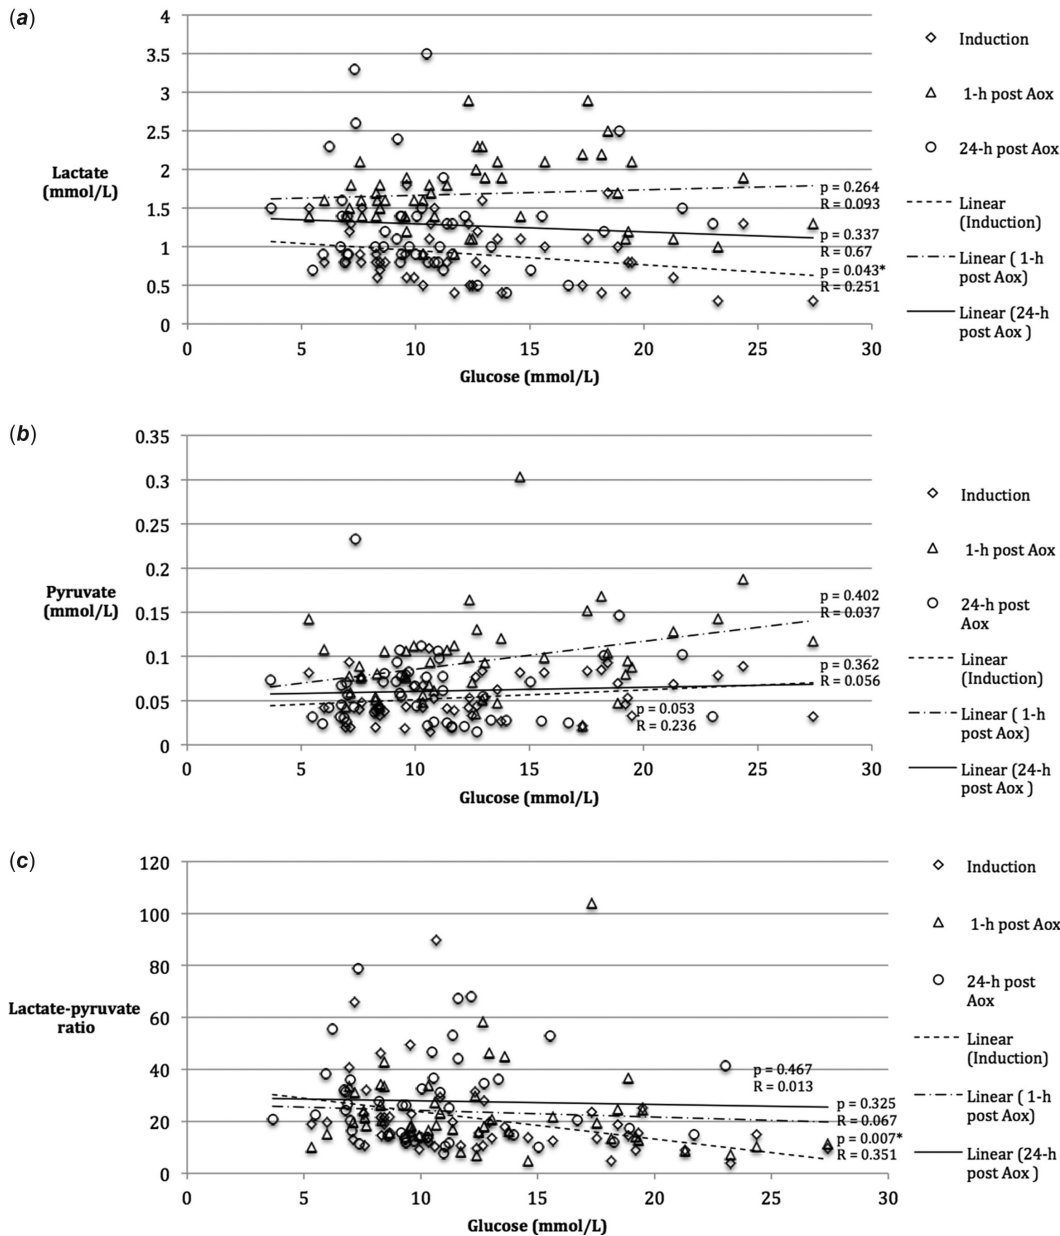 (a)
4
3.5
3
2.5
2
1.5
1
0.5
0
Lactate
(mmol/L)
0
5
10
15
20
25
30
Glucose (mmol/L)
p = 0.264
R = 0.093
p = 0.337
R = 0.67
p = 0.043*
R = 0.251
Induction
1-h post Aox
24-h post Aox
Linear
(Induction)
Linear ( 1-h
post Aox)
Linear (24-h
post Aox )
(b)
0.35
0.3
0.25
0.2
0.15
0.1
0.05
0
Pyruvate
(mmol/L)
0
5
10
15
20
25
30
Glucose (mmol/L)
p = 0.402
R = 0.037
p = 0.362
R = 0.056
p = 0.053
R = 0.236
Induction
1-h post Aox
24-h post
Aox
Linear
(Induction)
Linear ( 1-h
post Aox)
Linear (24-h
post Aox )
(c)
120
100
80
60
40
20
0
Lactate-pyruvate
ratio
0
5
10
15
20
25
30
Glucose (mmol/L)
p = 0.467
R = 0.013
p = 0.325
R = 0.067
p = 0.007*
R = 0.351
Induction
1-h post Aox
24-h post
Aox
Linear
(Induction)
Linear ( 1-h
post Aox)
Linear (24-h
post Aox )